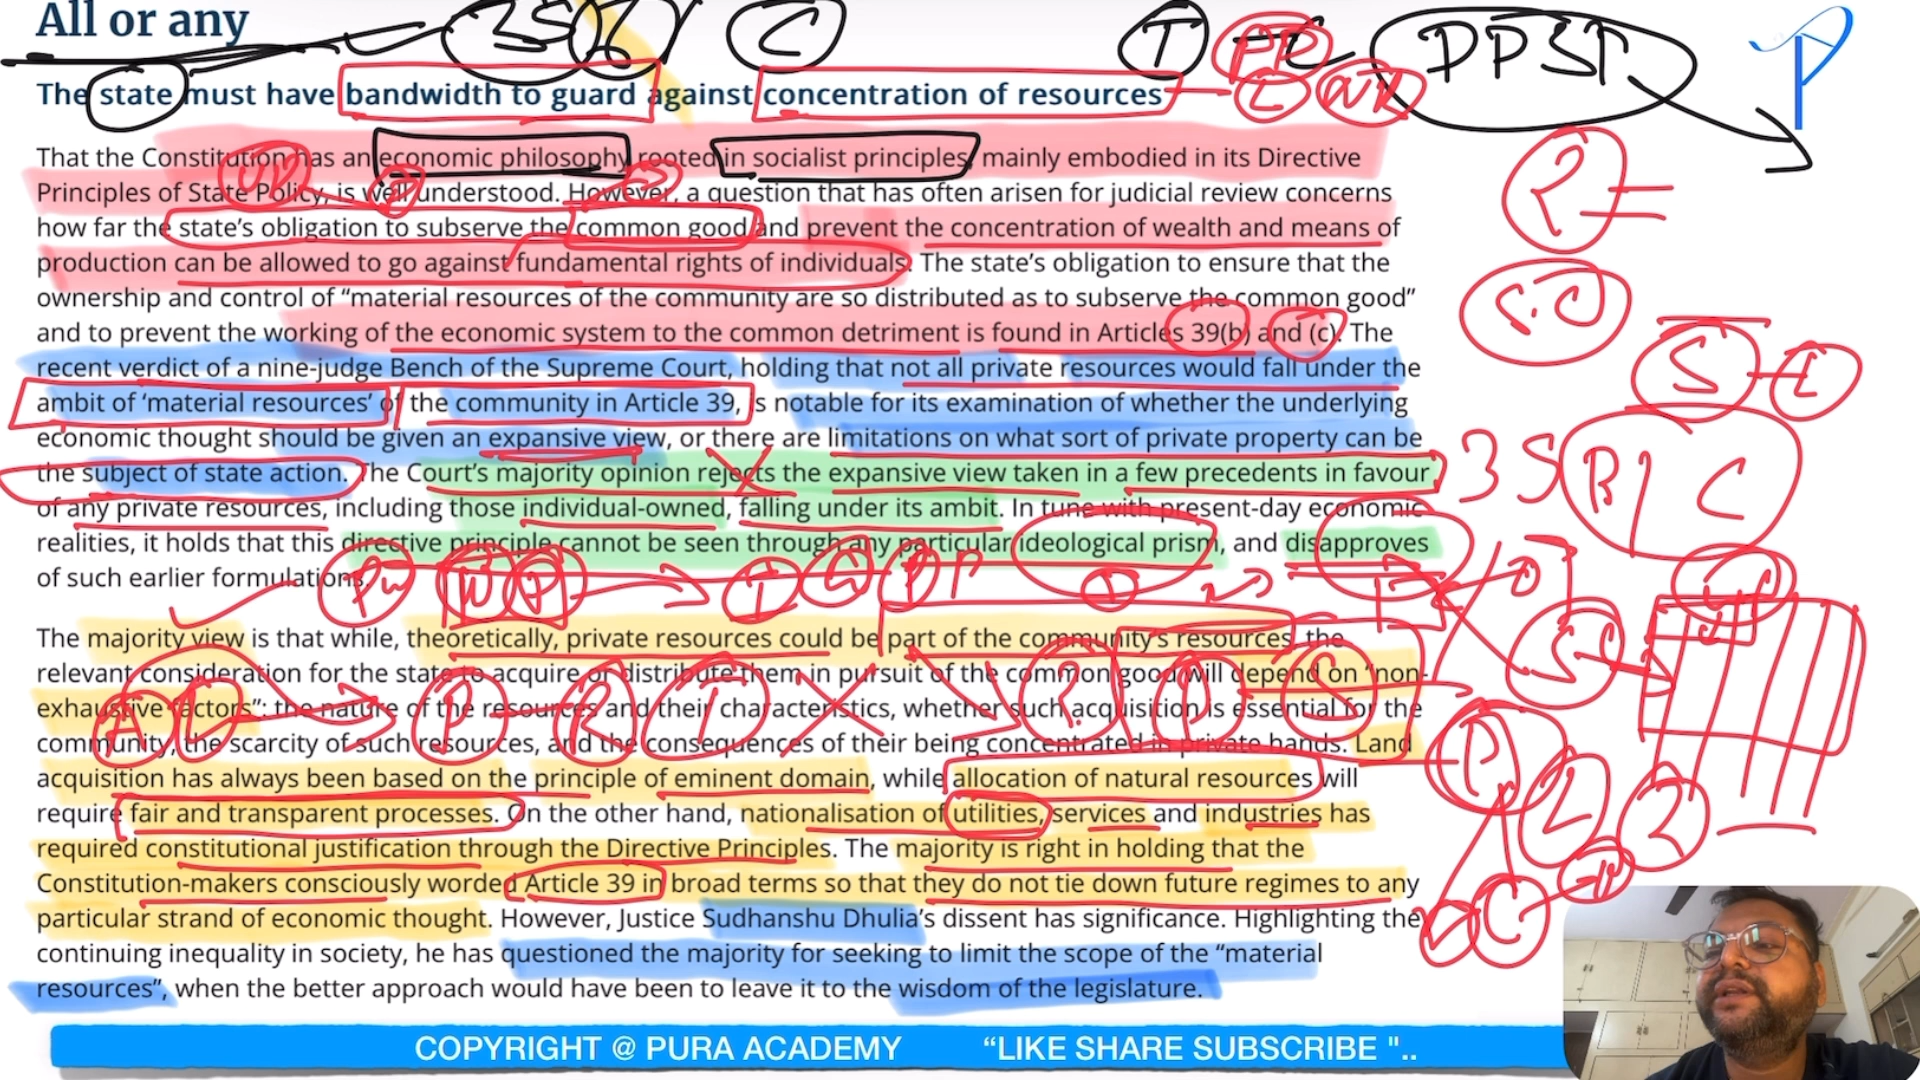 All or any
The state must have bandwidth to guard against concentration of resources
DPSP
That the Constitution has an economic philosophy rooted in socialist principles, mainly embodied in its Directive
Principles of State Policy, is well understood. However, a question that has often arisen for judicial review concerns
how far the state's obligation to subserve the common good and prevent the concentration of wealth and means of
production can be allowed to go against fundamental rights of individuals. The state's obligation to ensure that the
ownership and control of “material resources of the community are so distributed as to subserve the common good”
and to prevent the working of the economic system to the common detriment is found in Articles 39(b) and (c). The
recent verdict of a nine-judge Bench of the Supreme Court, holding that not all private resources would fall under the
ambit of ‘material resources’ of the community in Article 39, is notable for its examination of whether the underlying
economic thought should be given an expansive view, or there are limitations on what sort of private property can be
the subject of state action. The Court's majority opinion rejects the expansive view taken in a few precedents in favour
of any private resources, including those individual-owned, falling under its ambit. In tune with present-day economic
realities, it holds that this directive principle cannot be seen through any particular ideological prism, and disapproves
of such earlier formulations.
The majority view is that while, theoretically, private resources could be part of the community's resources, the
relevant consideration for the state to acquire or distribute them in pursuit of the common good will depend on “non-
exhaustive factors”: the nature of the resources and their characteristics, whether such acquisition is essential for the
community, the scarcity of such resources, and the consequences of their being concentrated in private hands. Land
acquisition has always been based on the principle of eminent domain, while allocation of natural resources will
require fair and transparent processes. On the other hand, nationalisation of utilities, services and industries has
required constitutional justification through the Directive Principles. The majority is right in holding that the
Constitution-makers consciously worded Article 39 in broad terms so that they do not tie down future regimes to any
particular strand of economic thought. However, Justice Sudhanshu Dhulia's dissent has significance. Highlighting the
continuing inequality in society, he has questioned the majority for seeking to limit the scope of the “material
resources”, when the better approach would have been to leave it to the wisdom of the legislature.
COPYRIGHT @ PURA ACADEMY “LIKE SHARE SUBSCRIBE "..